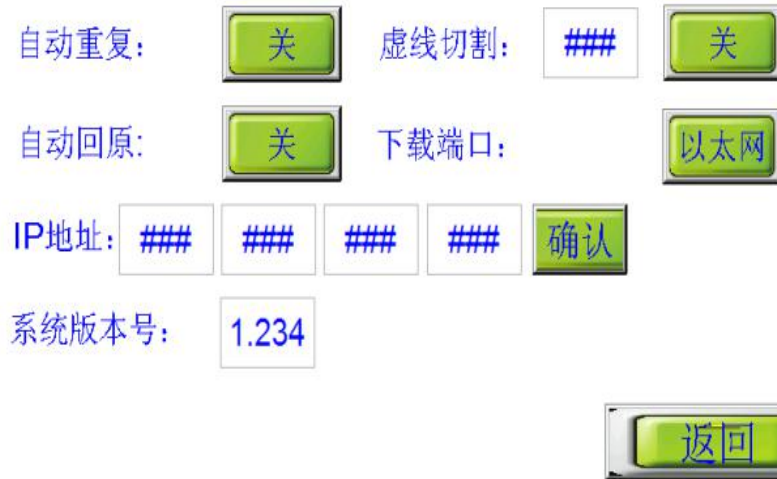 自动重复： 关 虚线切割： ### 关
自动回原: 关 下载端口： 以太网
IP地址： ### ### ### ### 确认
系统版本号： 1.234
返回